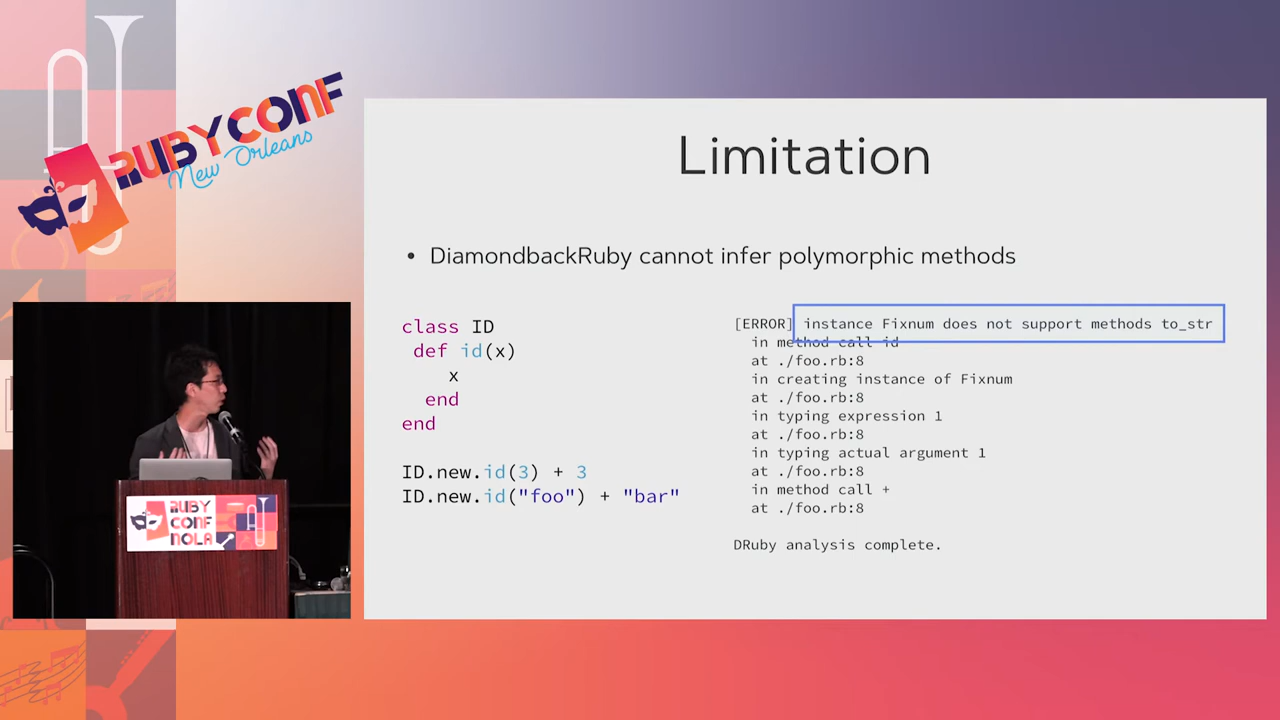 RUBYCONF
New Orleans
Limitation
• DiamondbackRuby cannot infer polymorphic methods
class ID
def id(x)
x
end
end
ID.new.id(3) + 3
ID.new.id("foo") + "bar"
[ERROR] instance Fixnum does not support methods to_str
in method call id
at ./foo.rb:8
in creating instance of Fixnum
at ./foo.rb:8
in typing expression 1
at ./foo.rb:8
in typing actual argument 1
at ./foo.rb:8
in method call +
at ./foo.rb:8
DRuby analysis complete.
RUBY
CONF
NOLA